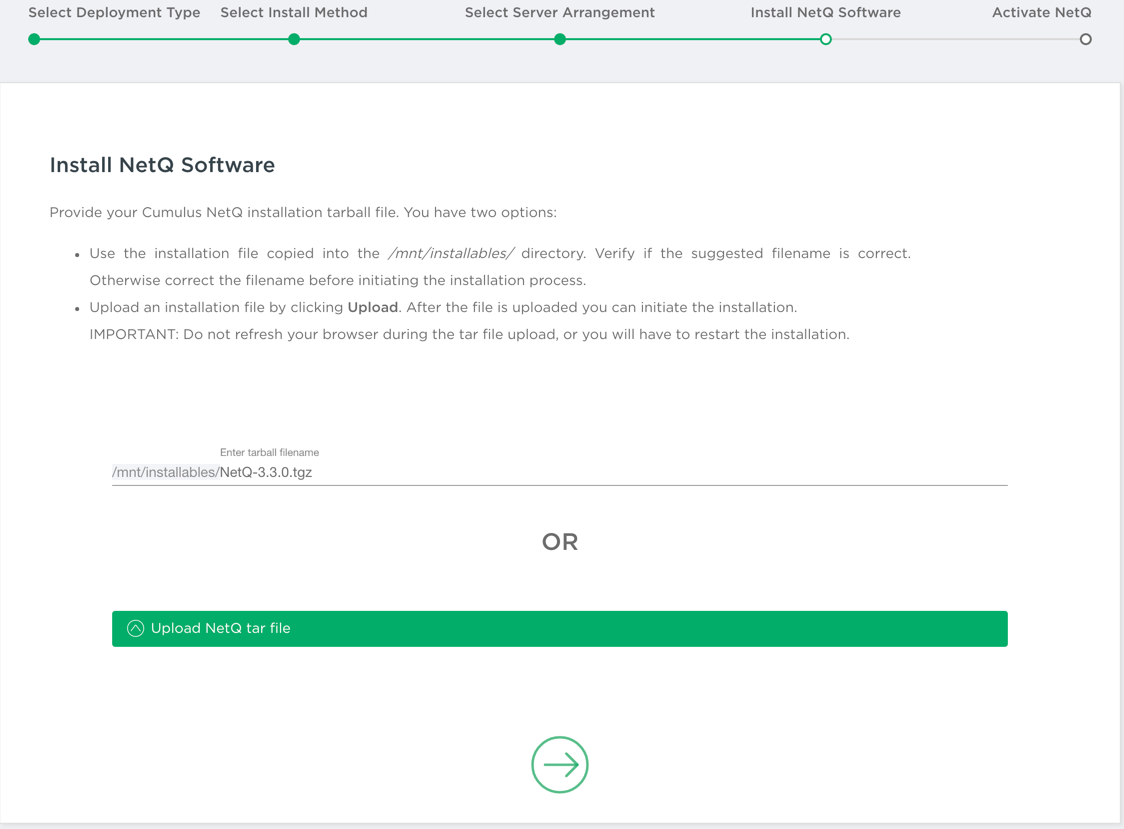 Select Deployment Type Select Install Method Select Server Arrangement Install NetQ Software Activate NetQ
Install NetQ Software
Provide your Cumulus NetQ installation tarball file. You have two options:
• Use the installation file copied into the /mnt/installables/ directory. Verify if the suggested filename is correct.
Otherwise correct the filename before initiating the installation process.
• Upload an installation file by clicking Upload. After the file is uploaded you can initiate the installation.
IMPORTANT: Do not refresh your browser during the tar file upload, or you will have to restart the installation.
Enter tarball filename
/mnt/installables/NetQ-3.3.0.tgz
OR
Upload NetQ tar file